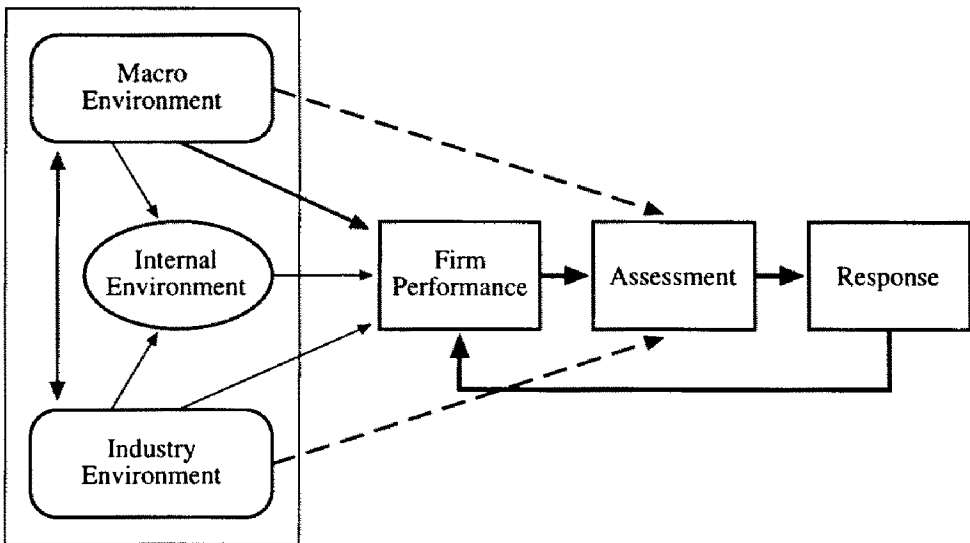 Macro
Environment
Internal
Environment
Firm
Performance
Assessment
Response
Industry
Environment